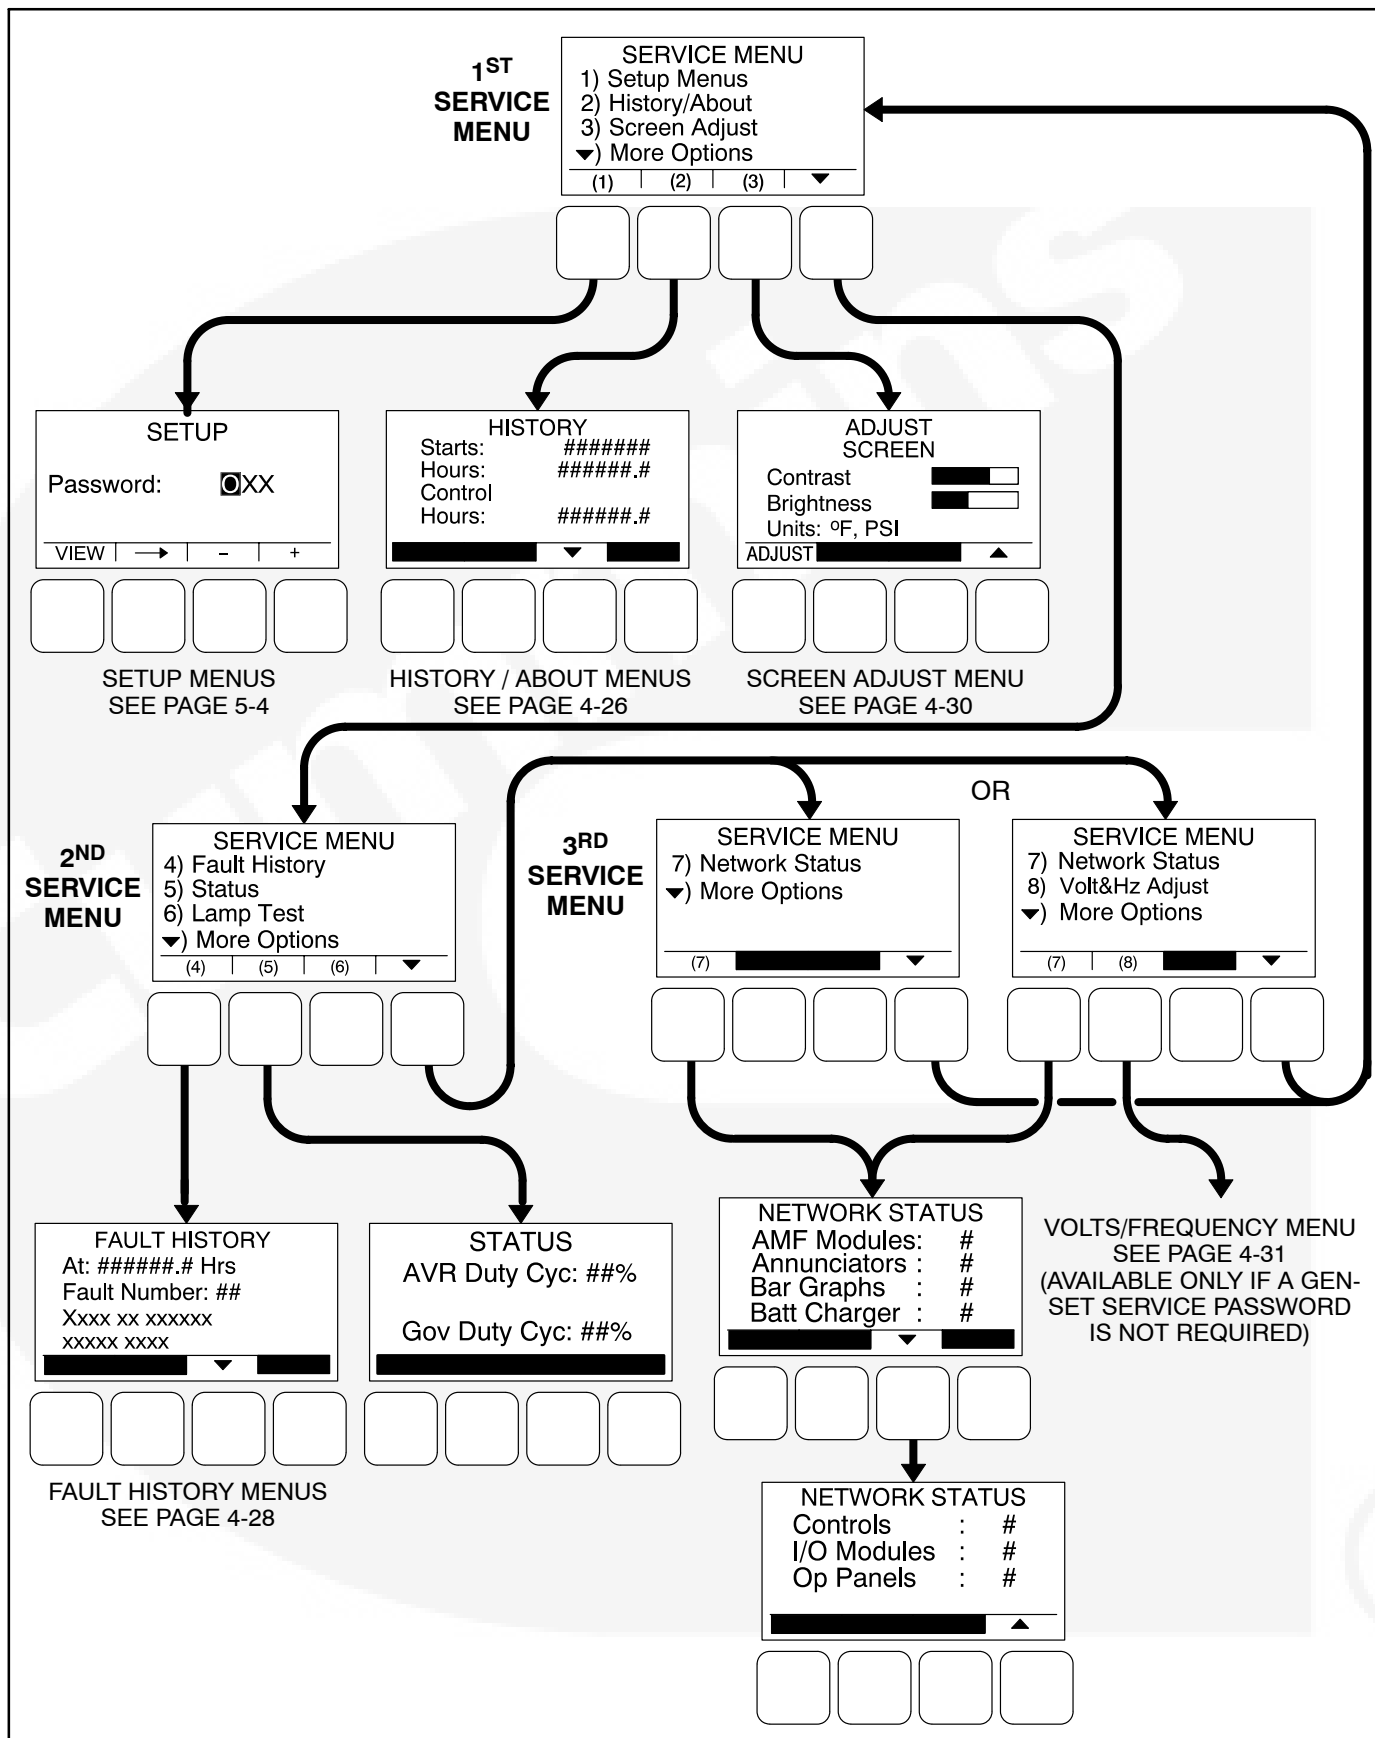 1ST
SERVICE
MENU
SERVICE MENU
1) Setup Menus
2) History/About
3) Screen Adjust
▼) More Options
(1) (2) (3) ▼
SETUP
Password: 0XX
VIEW → – +
SETUP MENUS
SEE PAGE 5-4
HISTORY
Starts: #######
Hours: ######.#
Control
Hours: ######.#
▼
HISTORY / ABOUT MENUS
SEE PAGE 4-26
ADJUST
SCREEN
Contrast
Brightness
Units: ºF, PSI
ADJUST ▲
SCREEN ADJUST MENU
SEE PAGE 4-30
2ND
SERVICE
MENU
SERVICE MENU
4) Fault History
5) Status
6) Lamp Test
▼) More Options
(4) (5) (6) ▼
3RD
SERVICE
MENU
SERVICE MENU
7) Network Status
▼) More Options
(7) ▼
OR
SERVICE MENU
7) Network Status
8) Volt&Hz Adjust
▼) More Options
(7) (8) ▼
FAULT HISTORY
At: ######.# Hrs
Fault Number: ##
Xxxx xx xxxxxx
xxxxx xxxx
▼
FAULT HISTORY MENUS
SEE PAGE 4-28
STATUS
AVR Duty Cyc: ##%
Gov Duty Cyc: ##%
NETWORK STATUS
AMF Modules: #
Annunciators : #
Bar Graphs : #
Batt Charger : #
▼
VOLTS/FREQUENCY MENU
SEE PAGE 4-31
(AVAILABLE ONLY IF A GEN-
SET SERVICE PASSWORD
IS NOT REQUIRED)
NETWORK STATUS
Controls : #
I/O Modules : #
Op Panels : #
▲
Cummins